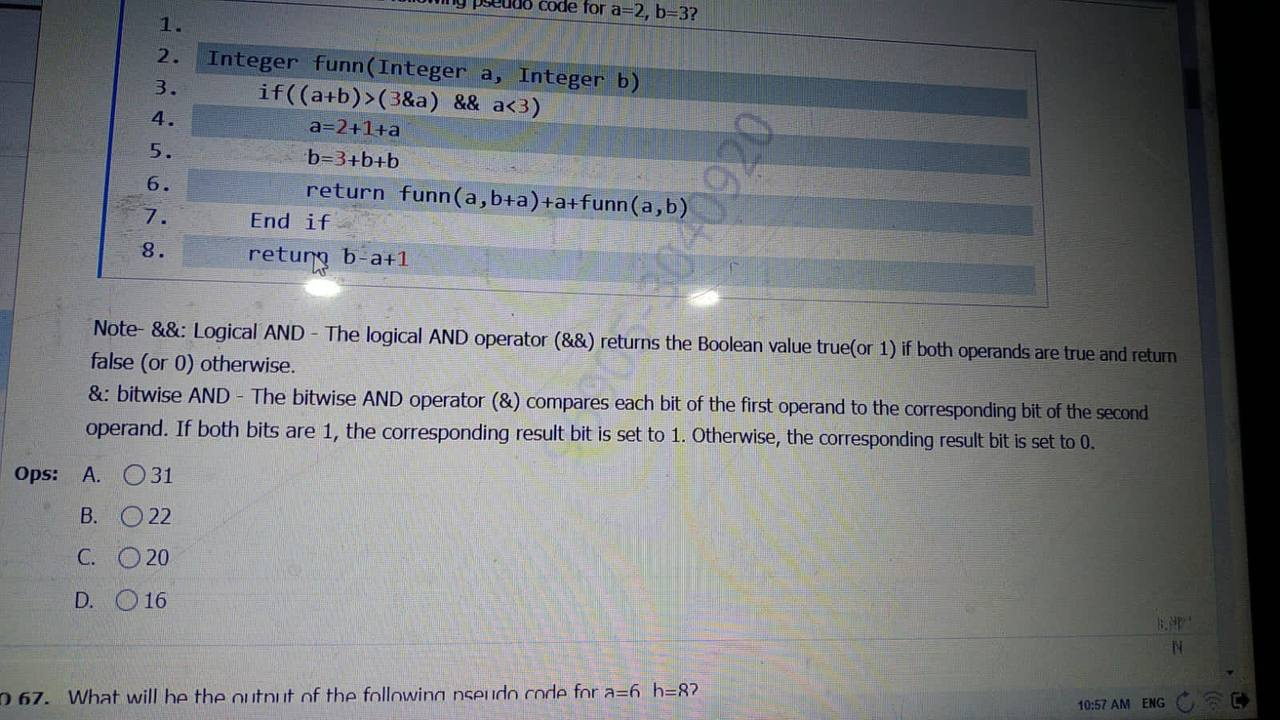 pseudo code for a=2, b=3?
1.
2. Integer funn(Integer a, Integer b)
3. if((a+b)>(3&a) && a<3)
4. a=2+1+a
5. b=3+b+b
6. return funn(a,b+a)+a+funn(a,b)
7. End if
8. return b-a+1
Note- &&: Logical AND - The logical AND operator (&&) returns the Boolean value true(or 1) if both operands are true and return
false (or 0) otherwise.
&: bitwise AND - The bitwise AND operator (&) compares each bit of the first operand to the corresponding bit of the second
operand. If both bits are 1, the corresponding result bit is set to 1. Otherwise, the corresponding result bit is set to 0.
Ops: A. 31
B. 22
C. 20
D. 16
67. What will be the output of the following pseudo code for a=6, b=8?
10:57 AM ENG